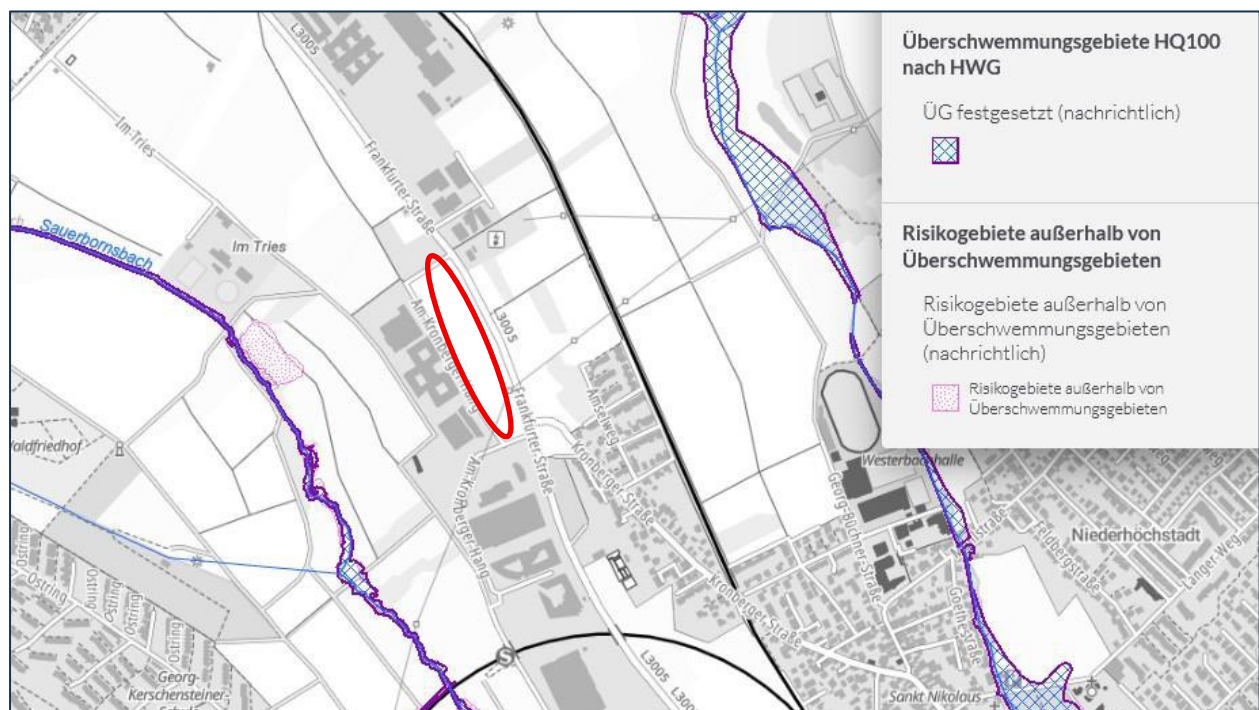 Überschwemmungsgebiete HQ100
nach HWG
ÜG festgesetzt (nachrichtlich)
Risikogebiete außerhalb von
Überschwemmungsgebieten
Risikogebiete außerhalb von
Überschwemmungsgebieten
(nachrichtlich)
Risikogebiete außerhalb von
Überschwemmungsgebieten
L3005
Im-Tries
Frankfurter-Straße
Sauerbornsbach
Im Tries
L3005
Am-Kronberger-Hang
Waldfriedhof
Frankfurter-Straße
Amselweg
Kronberger-Straße
Westerbachhalle
Am-Kronberger-Hang
Georg-Büchner-Straße
Straße
Niederhöchstadt
Feldbergstraße
Langer-Weg
Ostring
Ostring
Ostring
Ostring
Kronberger-Straße
Goethe-Straße
Georg-
Kerschensteiner-
S
L3005
Sankt Nikolaus